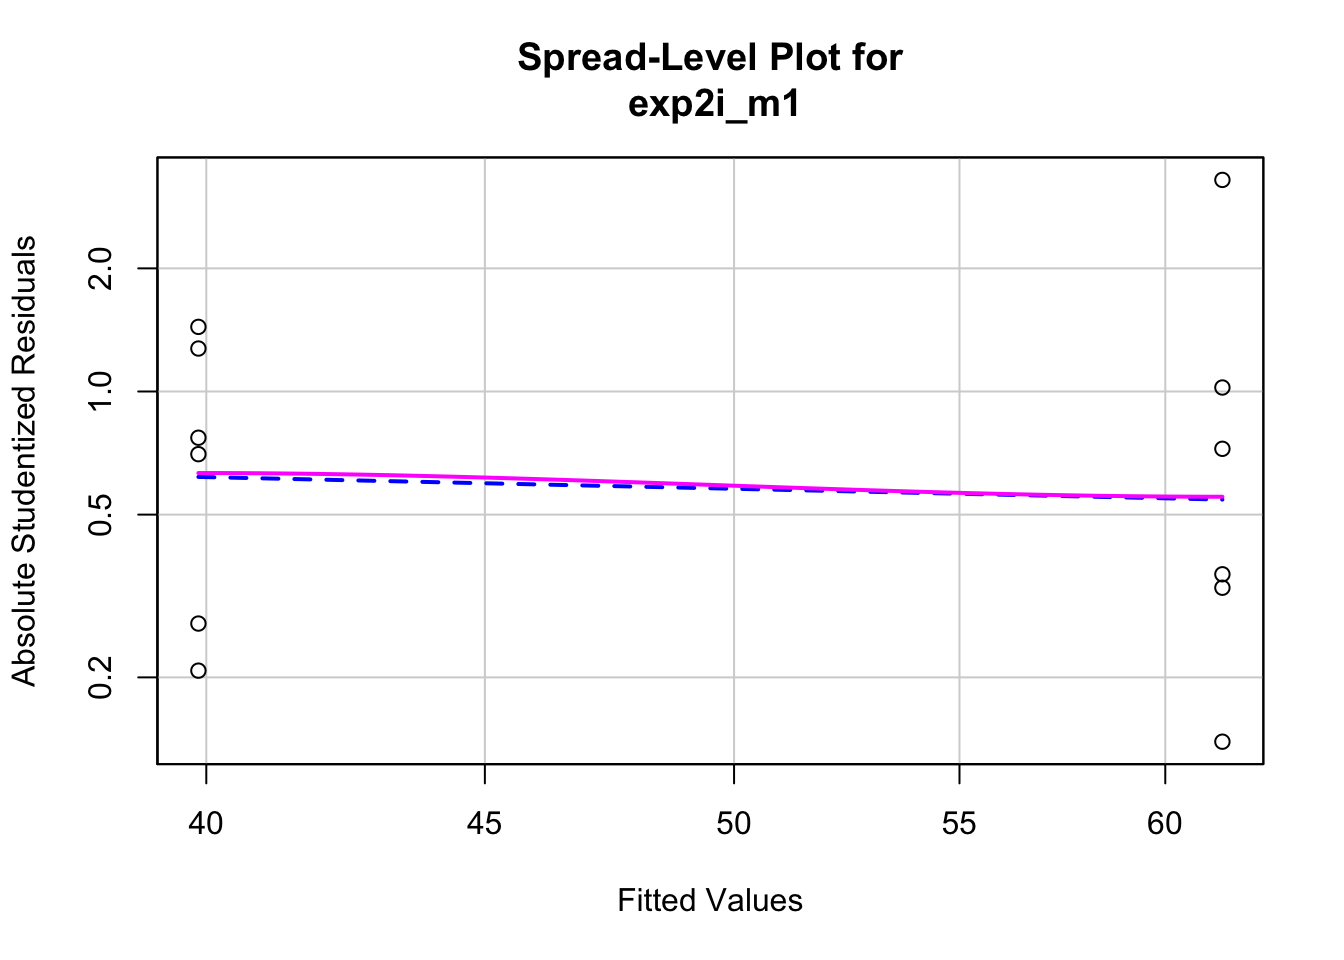 Spread-Level Plot for
exp2i_m1
Absolute Studentized Residuals
2.0
1.0
0.5
0.2
40 45 50 55 60
Fitted Values